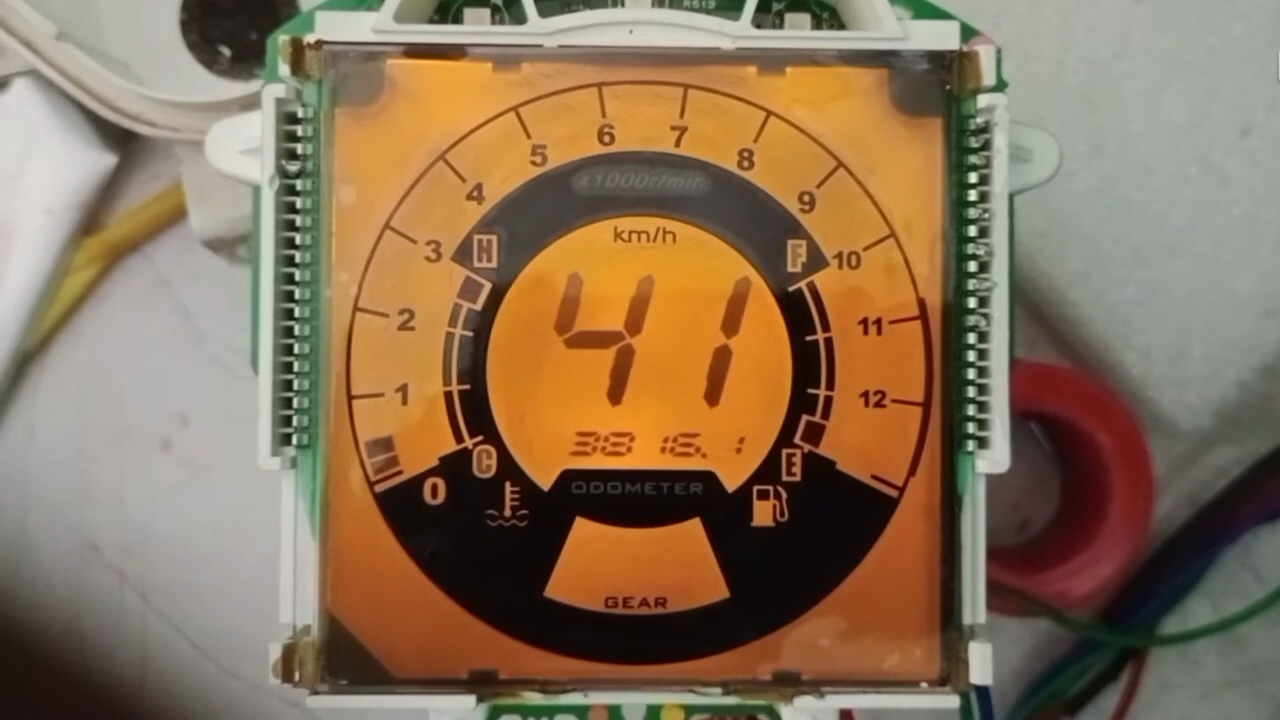 R513
6 7
5 8
x1000r/min
4 9
km/h
H F
3 10
41
2 11
1 12
3816.1
C E
0
ODOMETER
GEAR